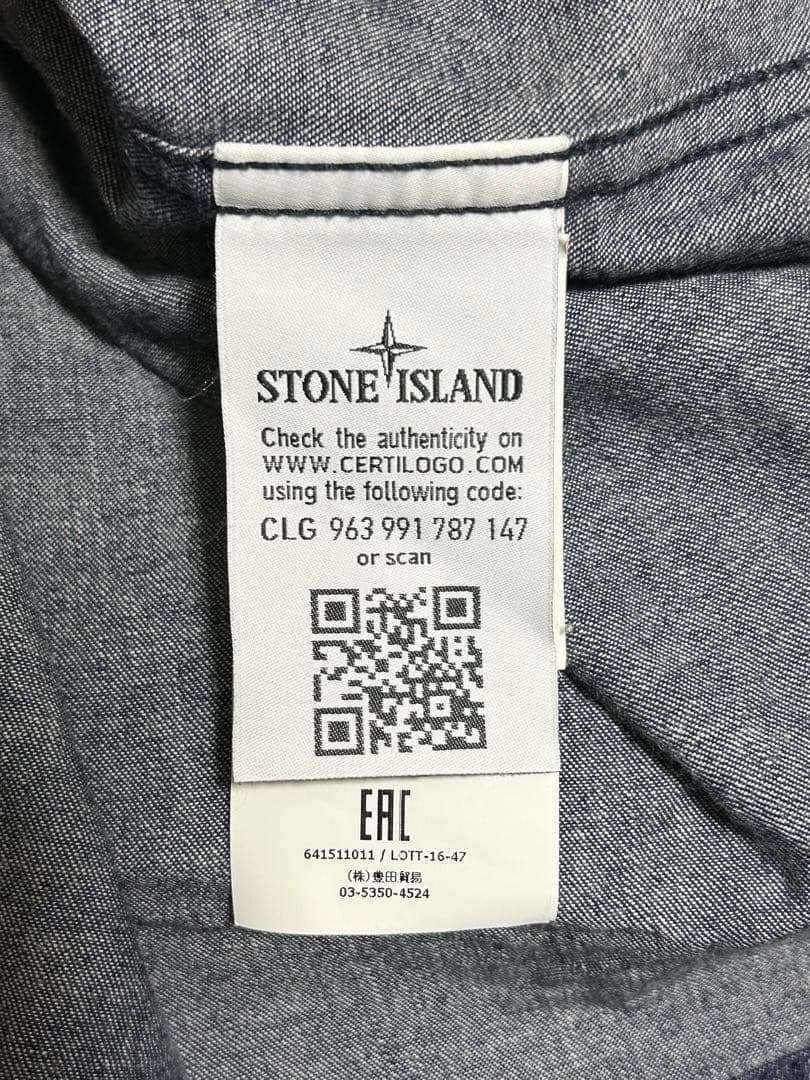 STONE ISLAND
Check the authenticity on
WWW.CERTILOGO.COM
using the following code:
CLG 963 991 787 147
or scan
EAC
641511011 / LOTT-16-47
(株)豊田貿易
03-5350-4524